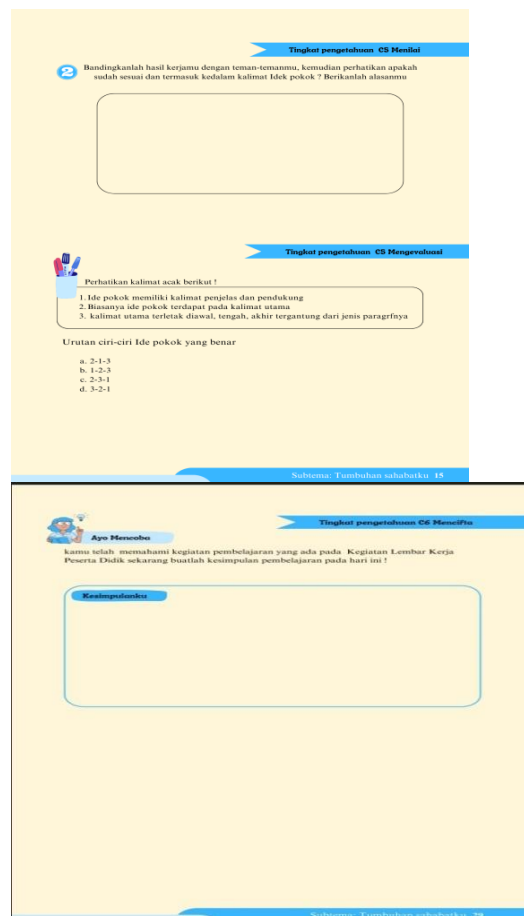 Tingkat pengetahuan C5 Menilai
2 Bandingkanlah hasil kerjamu dengan teman-temanmu, kemudian perhatikan apakah
sudah sesuai dan termasuk kedalam kalimat Idek pokok ? Berikanlah alasanmu
Tingkat pengetahuan C5 Mengevaluasi
Perhatikan kalimat acak berikut !
1. Ide pokok memiliki kalimat penjelas dan pendukung
2. Biasanya ide pokok terdapat pada kalimat utama
3. kalimat utama terletak diawal, tengah, akhir tergantung dari jenis paragrfnya
Urutan ciri-ciri Ide pokok yang benar
a. 2-1-3
b. 1-2-3
c. 2-3-1
d. 3-2-1
Subtema: Tumbuhan sahabatku 15
Tingkat pengetahuan C6 Mencifta
Ayo Mencoba
kamu telah memahami kegiatan pembelajaran yang ada pada Kegiatan Lembar Kerja
Peserta Didik sekarang buatlah kesimpulan pembelajaran pada hari ini !
Kesimpulanku
Subtema: Tumbuhan sahabatku